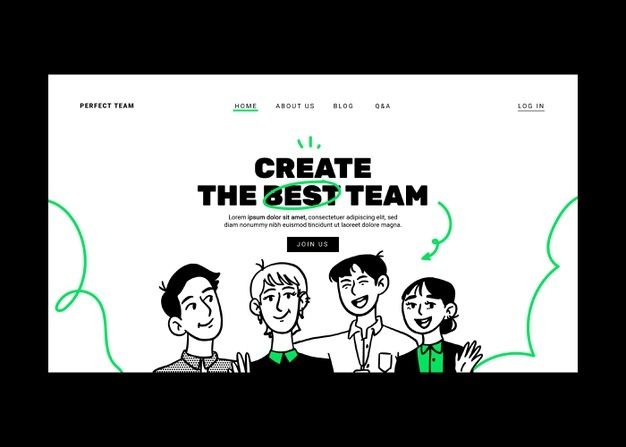 PERFECT TEAM
HOME ABOUT US BLOG Q&A
LOG IN
CREATE
THE BEST TEAM
Lorem ipsum dolor sit amet, consectetuer adipiscing elit, sed
diam nonummy nibh euismod tincidunt ut laoreet dolore magna.
JOIN US